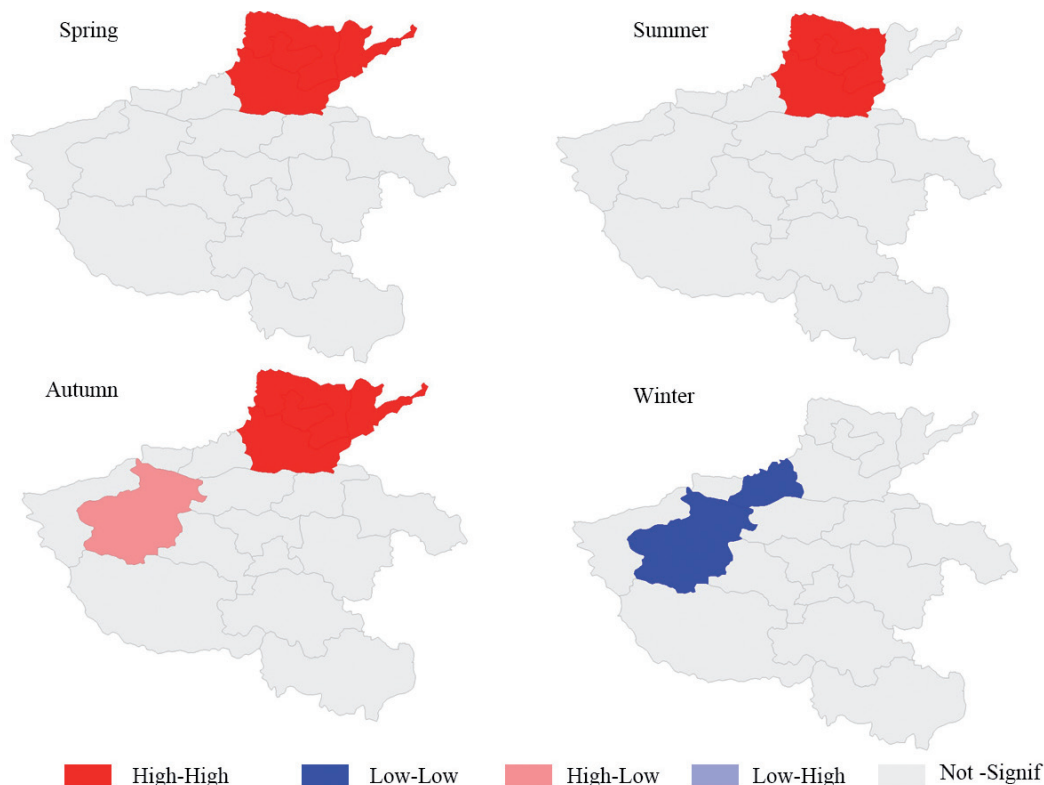 Spring
Summer
Autumn
Winter
High-High
Low-Low
High-Low
Low-High
Not -Signif